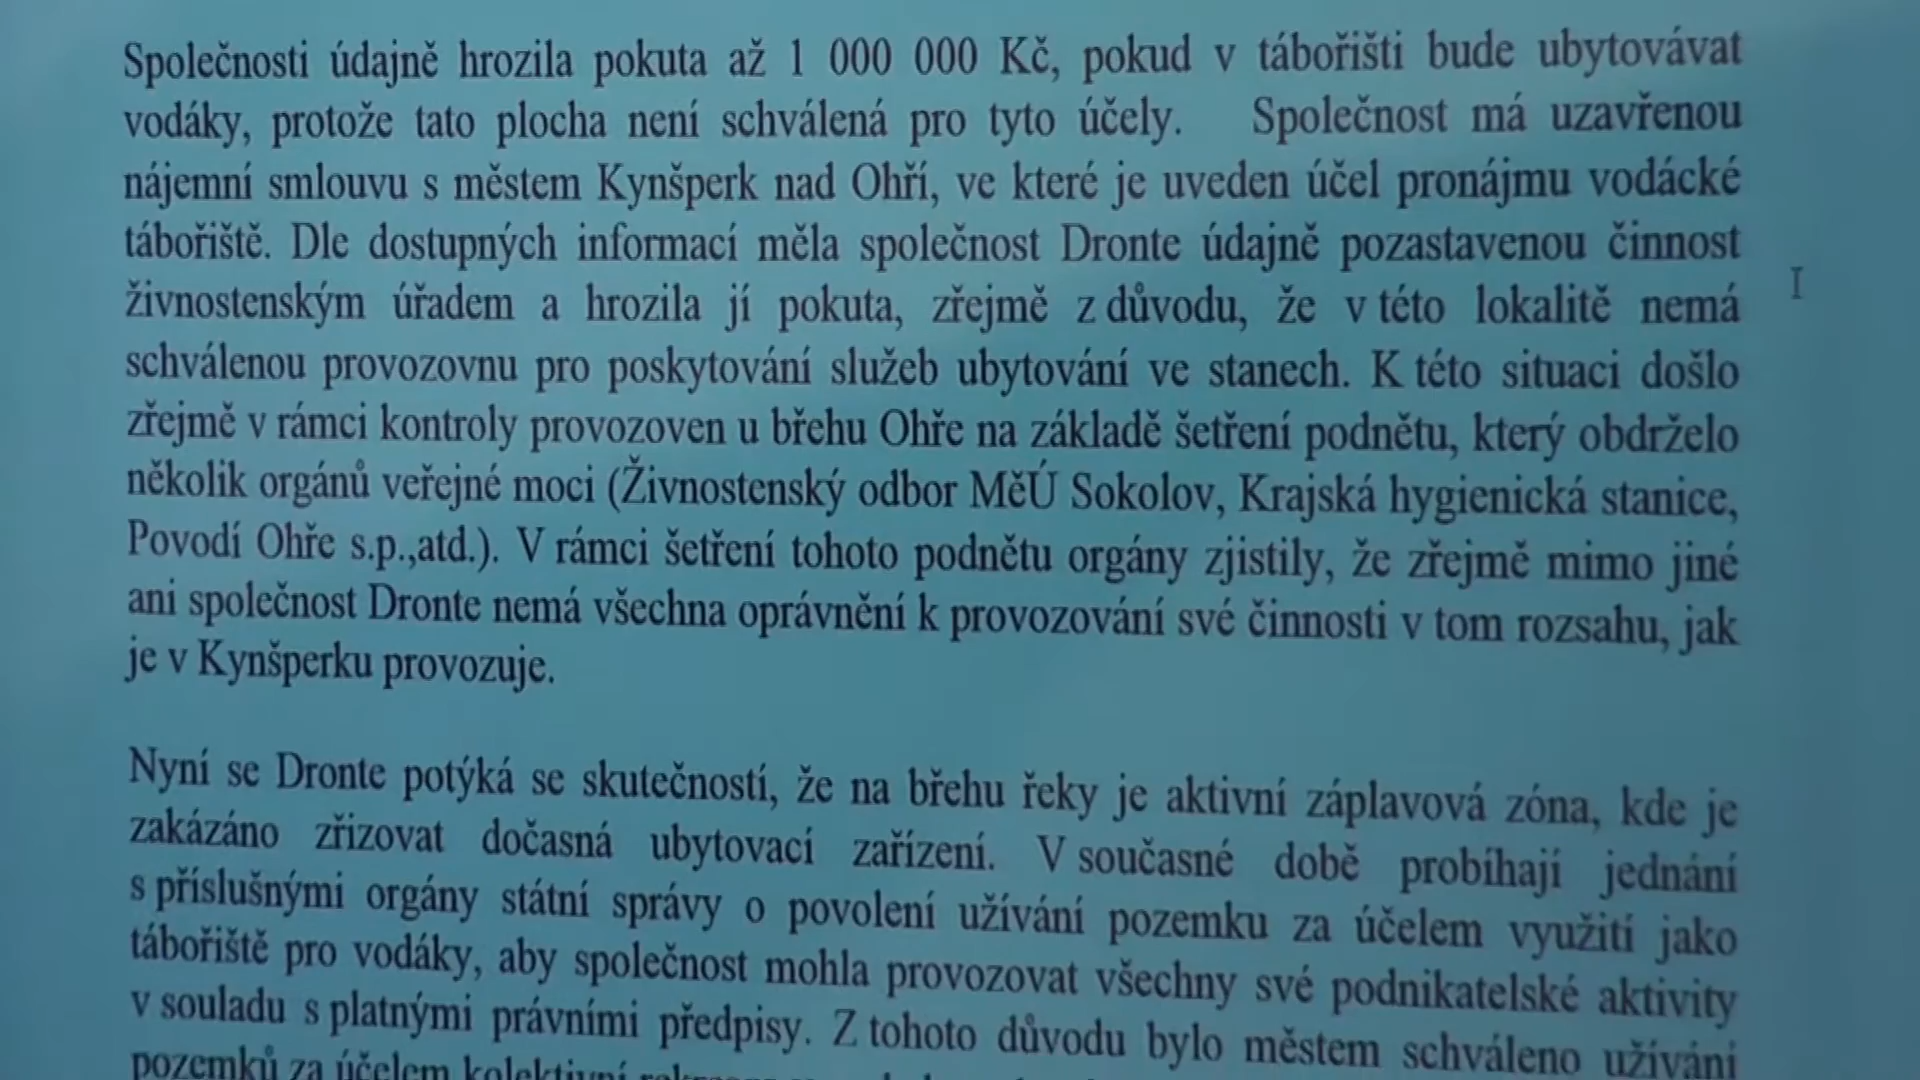 Společnosti údajně hrozila pokuta až 1 000 000 Kč, pokud v tábořišti bude ubytovávat
vodáky, protože tato plocha není schválená pro tyto účely. Společnost má uzavřenou
nájemní smlouvu s městem Kynšperk nad Ohří, ve které je uveden účel pronájmu vodácké
tábořiště. Dle dostupných informací měla společnost Dronte údajně pozastavenou činnost
živnostenským úřadem a hrozila jí pokuta, zřejmě z důvodu, že v této lokalitě nemá
schválenou provozovnu pro poskytování služeb ubytování ve stanech. K této situaci došlo
zřejmě v rámci kontroly provozoven u břehu Ohře na základě šetření podnětu, který obdrželo
několik orgánů veřejné moci (Živnostenský odbor MěÚ Sokolov, Krajská hygienická stanice,
Povodí Ohře s.p.,atd.). V rámci šetření tohoto podnětu orgány zjistily, že zřejmě mimo jiné
ani společnost Dronte nemá všechna oprávnění k provozování své činnosti v tom rozsahu, jak
je v Kynšperku provozuje.
Nyní se Dronte potýká se skutečností, že na břehu řeky je aktivní záplavová zóna, kde je
zakázáno zřizovat dočasná ubytovací zařízení. V současné době probíhají jednání
s příslušnými orgány státní správy o povolení užívání pozemku za účelem využití jako
tábořiště pro vodáky, aby společnost mohla provozovat všechny své podnikatelské aktivity
v souladu s platnými právními předpisy. Z tohoto důvodu bylo městem schváleno užívání
pozemků za účelem kolektivní